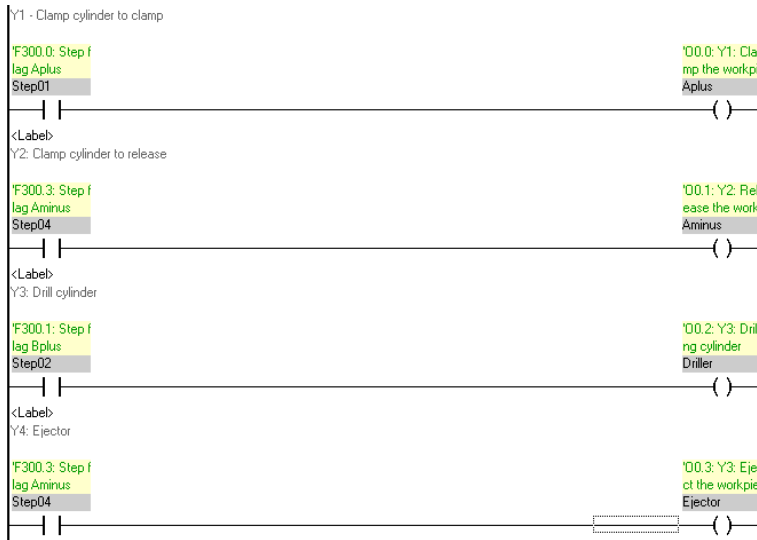 Y1 - Clamp cylinder to clamp
'F300.0: Step f
lag Aplus
Step01
'O0.0: Y1: Cla
mp the workpi
Aplus
<Label>
Y2: Clamp cylinder to release
'F300.3: Step f
lag Aminus
Step04
'O0.1: Y2: Rel
ease the work
Aminus
<Label>
Y3: Drill cylinder
'F300.1: Step f
lag Bplus
Step02
'O0.2: Y3: Dril
ng cylinder
Driller
<Label>
Y4: Ejector
'F300.3: Step f
lag Aminus
Step04
'O0.3: Y3: Eje
ct the workpie
Ejector